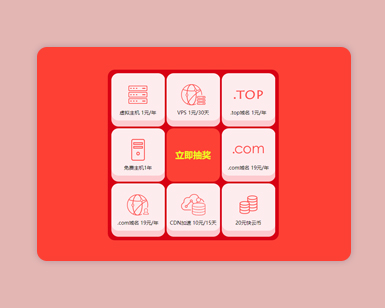 虚拟主机 1元/年
VPS 1元/30天
.TOP
.top域名 1元/年
免费主机1年
立即抽奖
.com
.com域名 19元/年
.com域名 19元/年
CDN加速 10元/15天
20元快云币